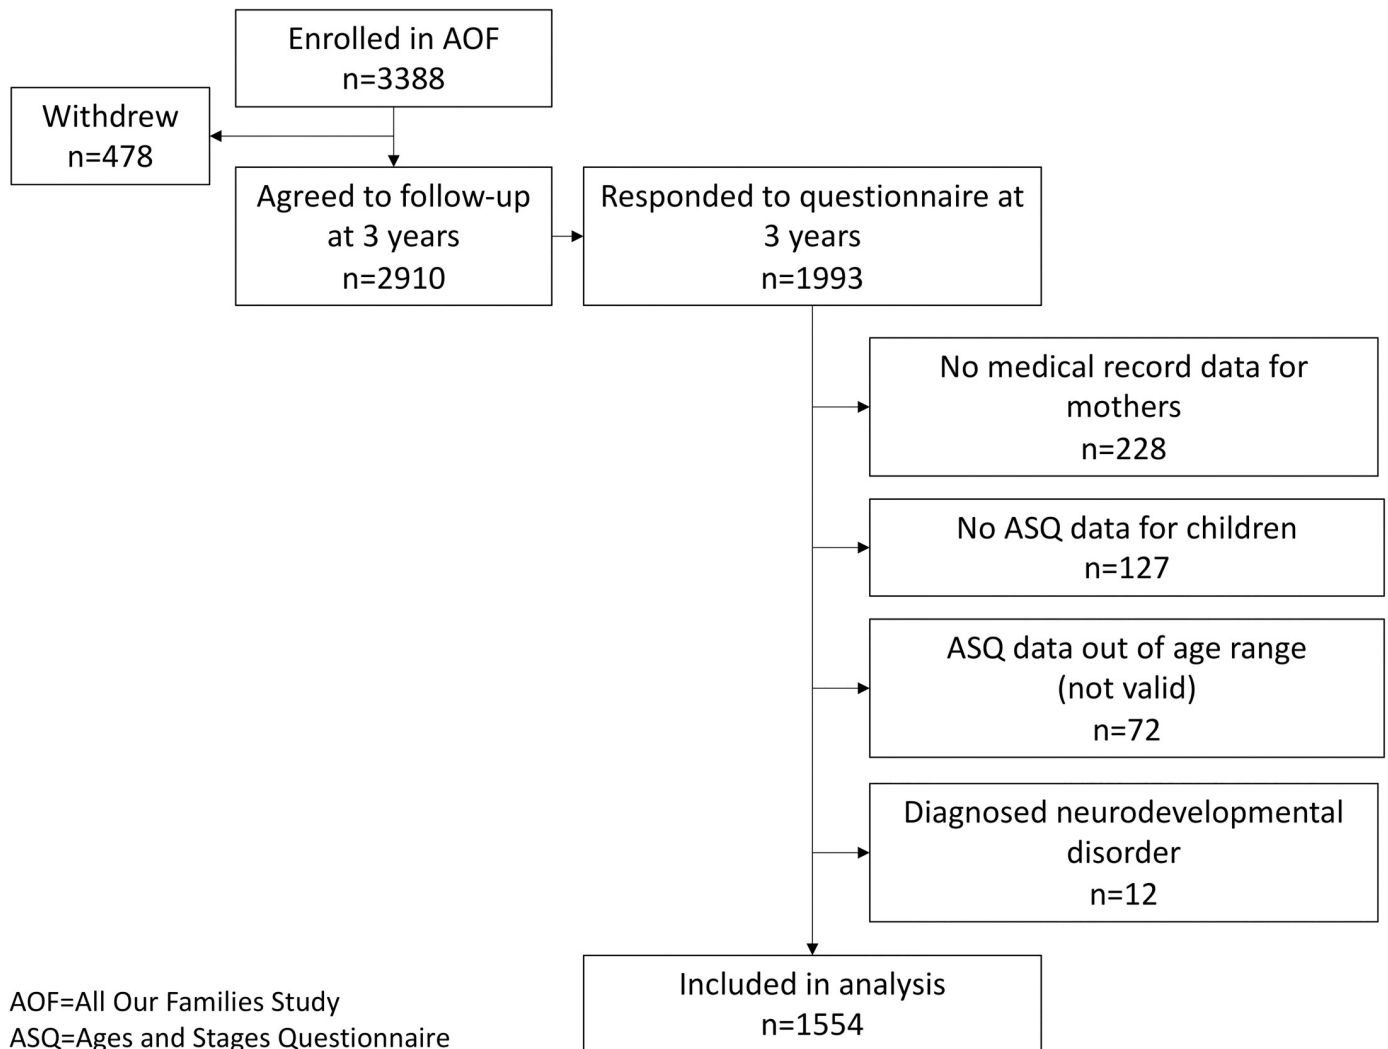 Enrolled in AOF
n=3388
Withdrew
n=478
Agreed to follow-up
at 3 years
n=2910
Responded to questionnaire at
3 years
n=1993
No medical record data for
mothers
n=228
No ASQ data for children
n=127
ASQ data out of age range
(not valid)
n=72
Diagnosed neurodevelopmental
disorder
n=12
Included in analysis
n=1554
AOF=All Our Families Study
ASQ=Ages and Stages Questionnaire